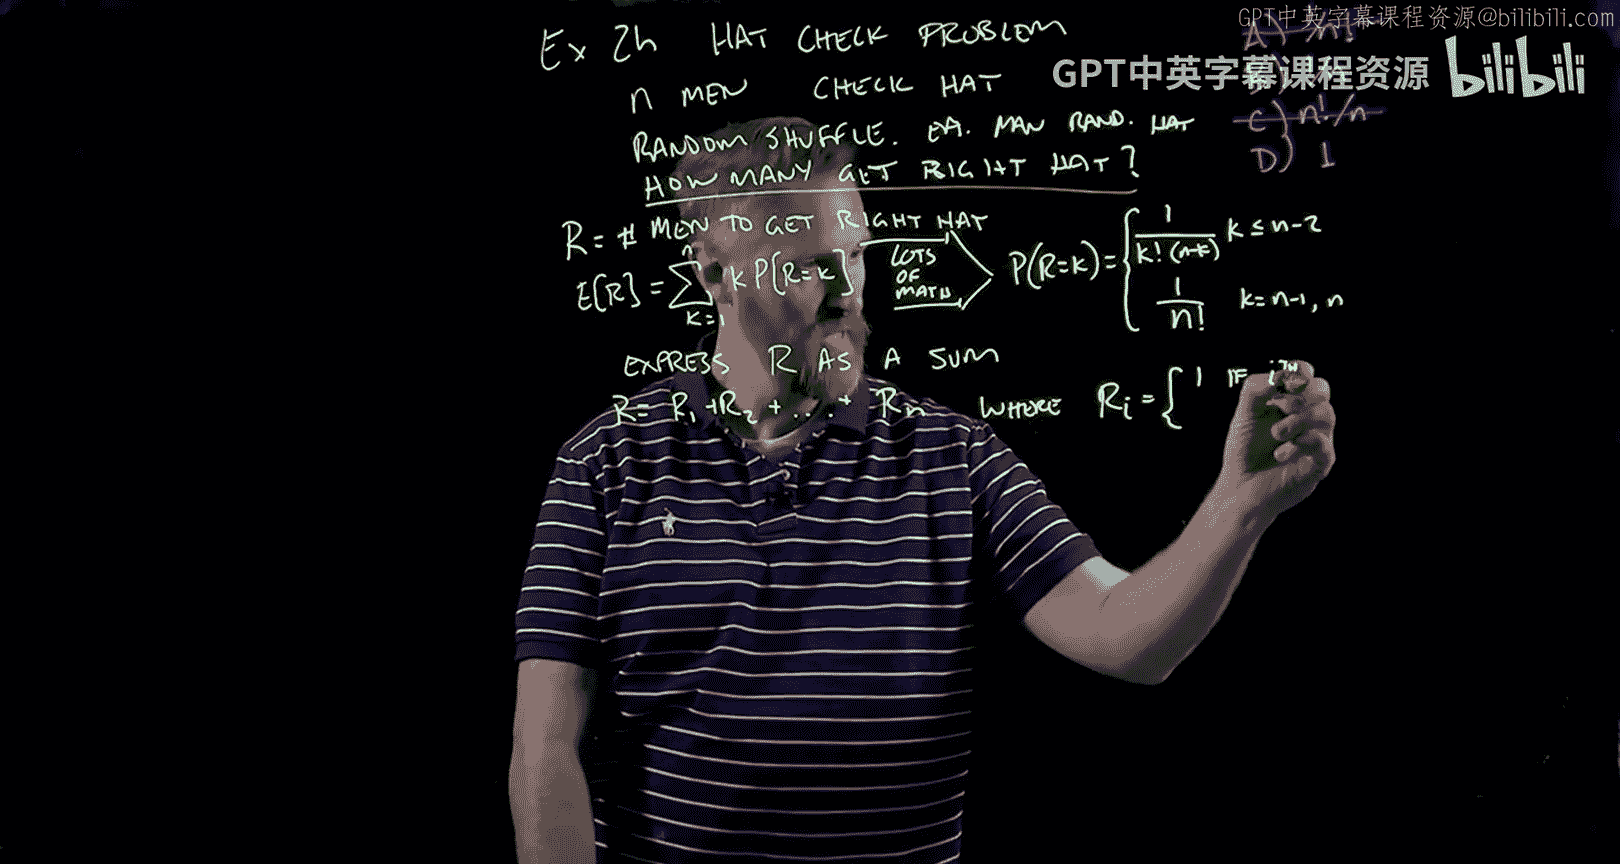 GPT中英字幕课程资源@bilibili.com
GPT中英字幕课程资源 bilibili
Ex 2h HAT CHECK PROBLEM
n MEN CHECK HAT
RANDOM SHUFFLE. EA. MAN RAND. HAT
HOW MANY GET RIGHT HAT?
A) 1/n!
C) n!/n
D) 1
R = # MEN TO GET RIGHT HAT
E[R] = ∑ k=1 n k P[R=k]
LOTS
OF
MATH
P(R=k) = { 1/(k!(n-k)) k ≤ n-2
1/n! k=n-1, n
EXPRESS R AS A SUM
R = R₁ + R₂ + ... + Rₙ WHERE Rᵢ = { 1 IF iTH